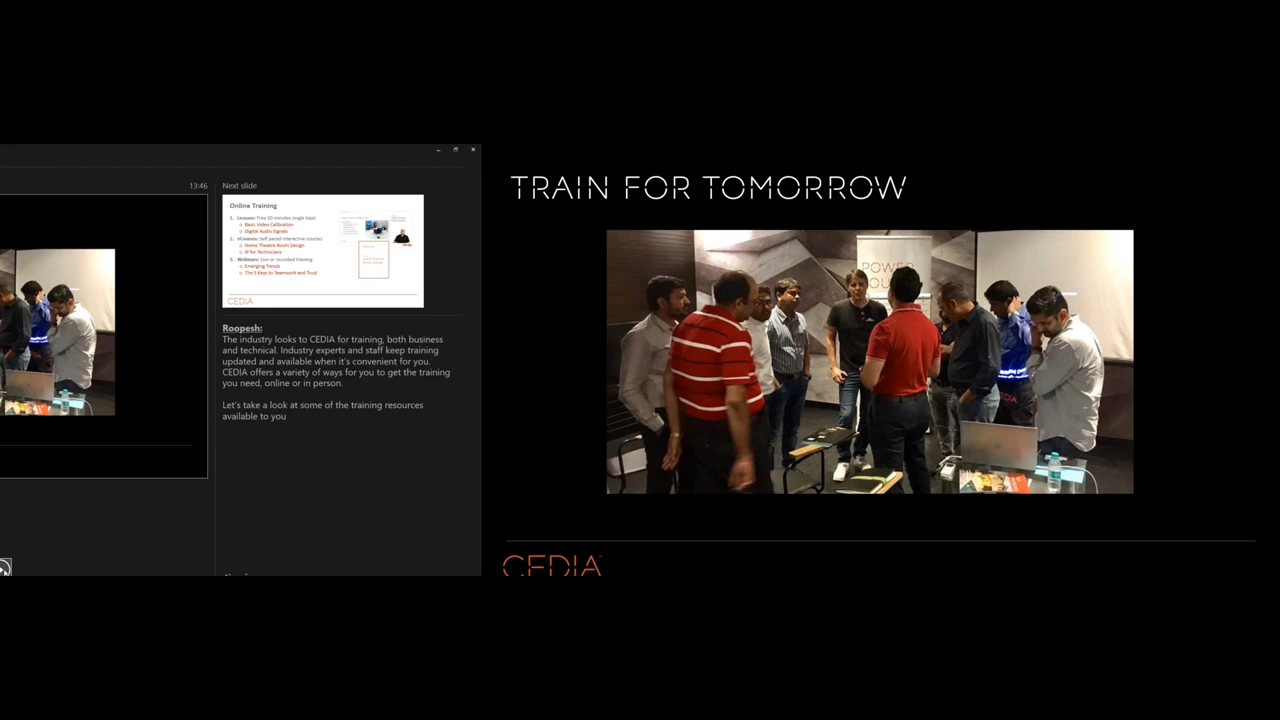 13:46
Next slide
Online Training
1. Lessons: Free 10 minutes single topic
Basic Video Calibration
Digital Audio Signals
2. eCourses: Self paced interactive courses
Home Theatre Room Design
IP for Technicians
3. Webinars: Live or recorded training
Emerging Trends
The 5 Keys to Teamwork and Trust
CEDIA
Roopesh:
The industry looks to CEDIA for training, both business
and technical. Industry experts and staff keep training
updated and available when it's convenient for you.
CEDIA offers a variety of ways for you to get the training
you need, online or in person.
Let's take a look at some of the training resources
available to you
TRAIN FOR TOMORROW
POWER
CEDIA
CEDIA